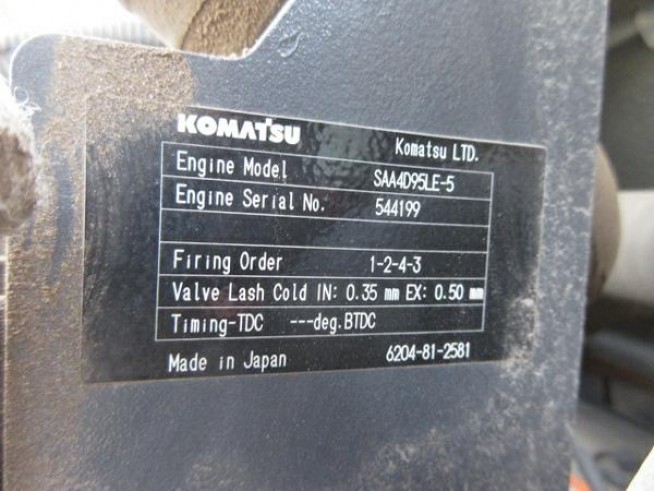 KOMATSU Komatsu LTD.
Engine Model SAA4D95LE-5
Engine Serial No. 544199
Firing Order 1-2-4-3
Valve Lash Cold IN: 0.35 mm EX: 0.50 mm
Timing-TDC ---deg.BTDC
Made in Japan 6204-81-2581